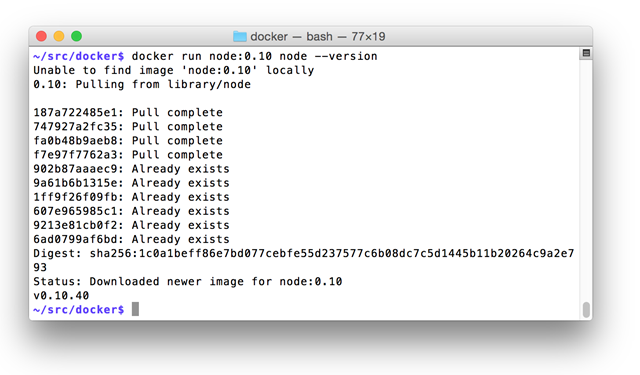 docker — bash — 77×19
~/src/docker$ docker run node:0.10 node --version
Unable to find image 'node:0.10' locally
0.10: Pulling from library/node
187a722485e1: Pull complete
747927a2fc35: Pull complete
fa0b48b9aeb8: Pull complete
f7e97f7762a3: Pull complete
902b87aaaec9: Already exists
9a61b6b1315e: Already exists
1ff9f26f09fb: Already exists
607e965985c1: Already exists
9213e81cb0f2: Already exists
6ad0799af6bd: Already exists
Digest: sha256:1c0a1beff86e7bd077cebfe55d237577c6b08dc7c5d1445b11b20264c9a2e7
93
Status: Downloaded newer image for node:0.10
v0.10.40
~/src/docker$